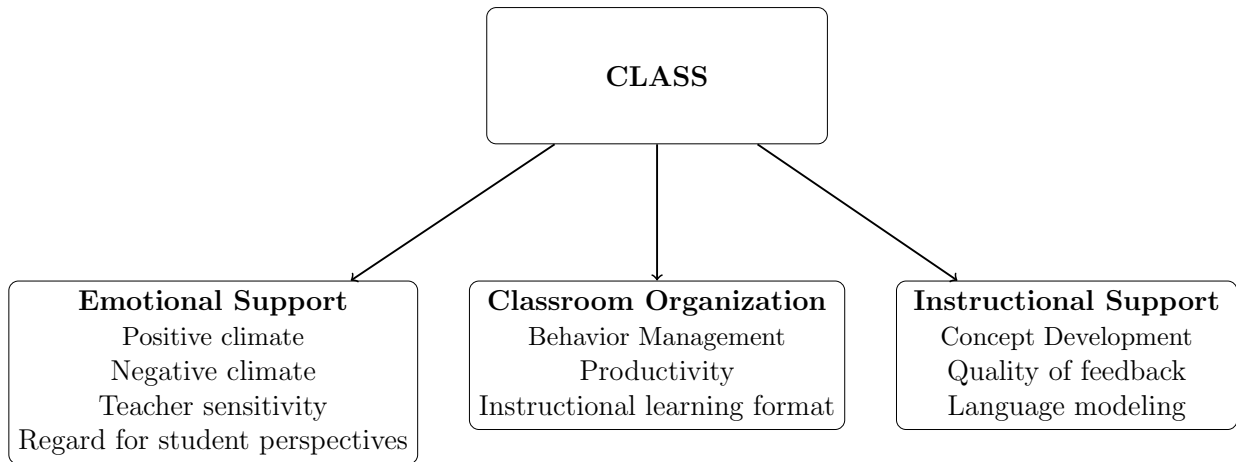 CLASS
Emotional Support
Positive climate
Negative climate
Teacher sensitivity
Regard for student perspectives
Classroom Organization
Behavior Management
Productivity
Instructional learning format
Instructional Support
Concept Development
Quality of feedback
Language modeling